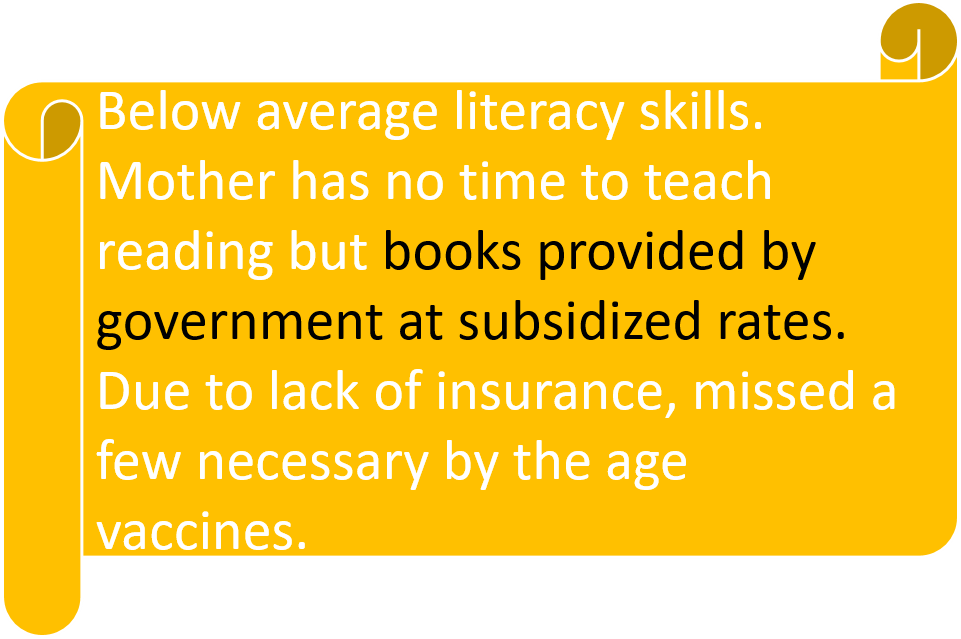 Below average literacy skills.
Mother has no time to teach
reading but books provided by
government at subsidized rates.
Due to lack of insurance, missed a
few necessary by the age
vaccines.